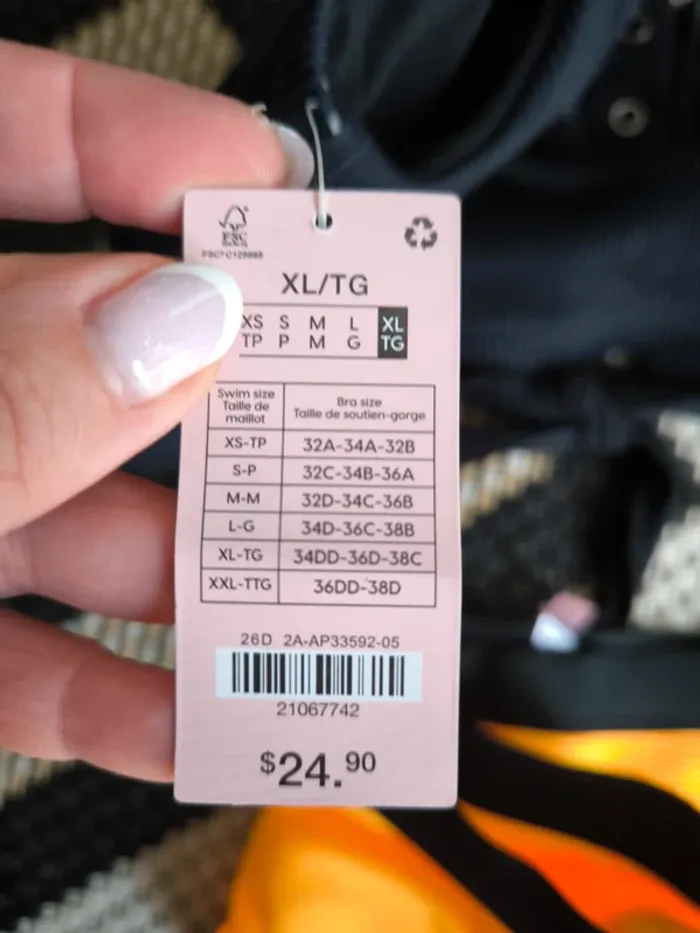 FSC
XL/TG
XS S M L XL
TP P M G TG
Swim size
Taille de
maillot
Bra size
Taille de soutien-gorge
XS-TP 32A-34A-32B
S-P 32C-34B-36A
M-M 32D-34C-36B
L-G 34D-36C-38B
XL-TG 34DD-36D-38C
XXL-TTG 36DD-38D
26D 2A-AP33592-05
21067742
$24.90